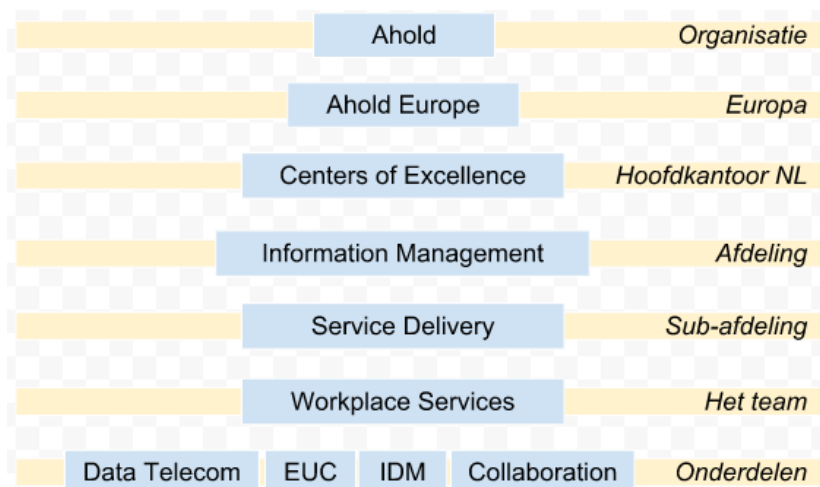 Ahold Organisatie
Ahold Europe Europa
Centers of Excellence Hoofdkantoor NL
Information Management Afdeling
Service Delivery Sub-afdeling
Workplace Services Het team
Data Telecom EUC IDM Collaboration Onderdelen